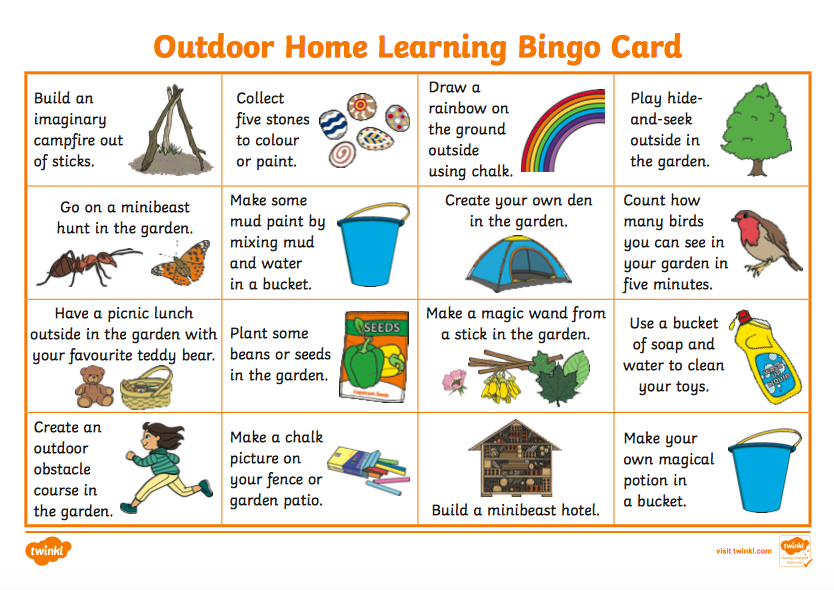 Outdoor Home Learning Bingo Card
Build an
imaginary
campfire out
of sticks.
Collect
five stones
to colour
or paint.
Draw a
rainbow on
the ground
outside
using chalk.
Play hide-
and-seek
outside in
the garden.
Go on a minibeast
hunt in the garden.
Make some
mud paint by
mixing mud
and water
in a bucket.
Create your own den
in the garden.
Count how
many birds
you can see in
your garden in
five minutes.
Have a picnic lunch
outside in the garden with
your favourite teddy bear.
Plant some
beans or seeds
in the garden.
SEEDS
Make a magic wand from
a stick in the garden.
Use a bucket
of soap and
water to clean
your toys.
Create an
outdoor
obstacle
course in
the garden.
Make a chalk
picture on
your fence or
garden patio.
Build a minibeast hotel.
Make your
own magical
potion in
a bucket.
twinkl
visit twinkl.com
twinkl